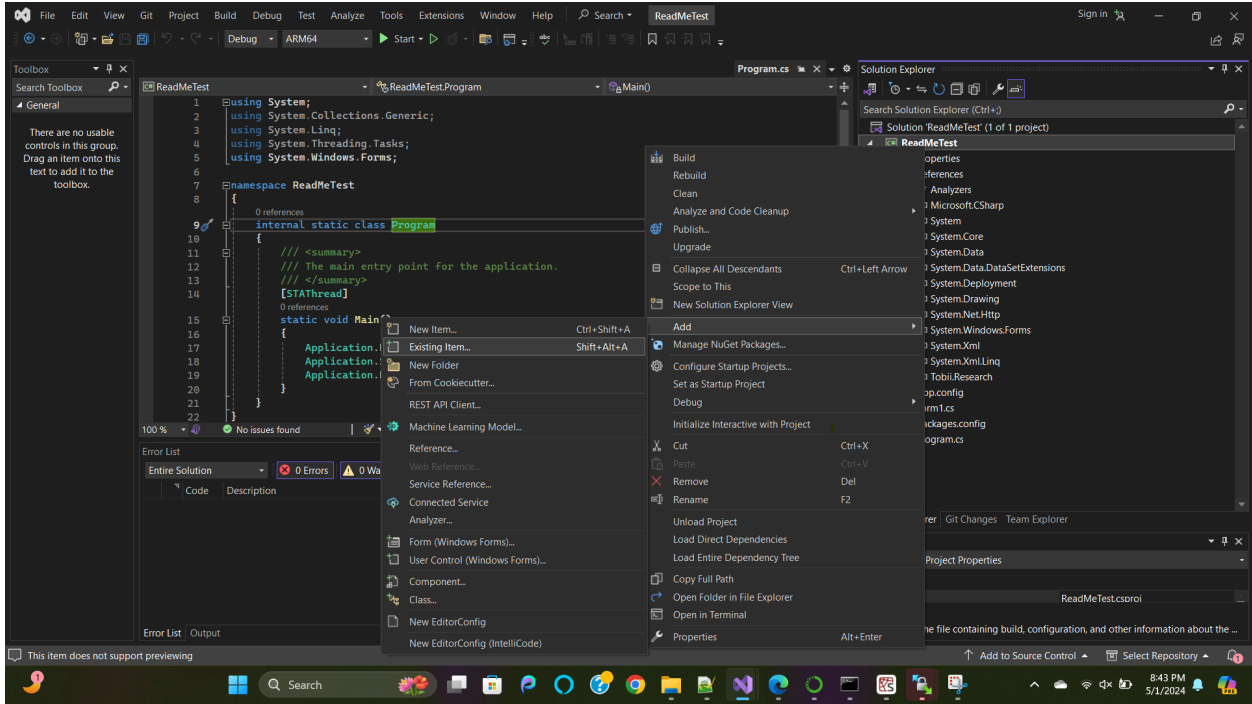 File Edit View Git Project Build Debug Test Analyze Tools Extensions Window Help Search ReadMeTest Sign in
Debug ARM64 Start
Toolbox
Search Toolbox
General
There are no usable
controls in this group.
Drag an item onto this
text to add it to the
toolbox.
Program.cs
ReadMeTest ReadMeTest.Program Main()
1 using System;
2 using System.Collections.Generic;
3 using System.Linq;
4 using System.Threading.Tasks;
5 using System.Windows.Forms;
6
7 namespace ReadMeTest
8 {
0 references
9 internal static class Program
10 {
11 /// <summary>
12 /// The main entry point for the application.
13 /// </summary>
14 [STAThread]
0 references
15 static void Main()
16 {
17 Application.
18 Application.
19 Application.
20 }
21 }
22 }
100 % No issues found
Error List
Entire Solution 0 Errors 0 Wa
Code Description
Error List Output
New Item... Ctrl+Shift+A
Existing Item... Shift+Alt+A
New Folder
From Cookiecutter...
REST API Client...
Machine Learning Model...
Reference...
Web Reference...
Service Reference...
Connected Service
Analyzer...
Form (Windows Forms)...
User Control (Windows Forms)...
Component...
Class...
New EditorConfig
New EditorConfig (IntelliCode)
Build
Rebuild
Clean
Analyze and Code Cleanup
Publish...
Upgrade
Collapse All Descendants Ctrl+Left Arrow
Scope to This
New Solution Explorer View
Add
Manage NuGet Packages...
Configure Startup Projects...
Set as Startup Project
Debug
Initialize Interactive with Project
Cut Ctrl+X
Paste Ctrl+V
Remove Del
Rename F2
Unload Project
Load Direct Dependencies
Load Entire Dependency Tree
Copy Full Path
Open Folder in File Explorer
Open in Terminal
Properties Alt+Enter
Solution Explorer
Search Solution Explorer (Ctrl+;)
Solution 'ReadMeTest' (1 of 1 project)
ReadMeTest
operties
eferences
Analyzers
Microsoft.CSharp
System
System.Core
System.Data
System.Data.DataSetExtensions
System.Deployment
System.Drawing
System.Net.Http
System.Windows.Forms
System.Xml
System.Xml.Linq
Tobii.Research
pp.config
orm1.cs
ackages.config
ogram.cs
rer Git Changes Team Explorer
Project Properties
ReadMeTest.csproj
he file containing build, configuration, and other information about the ...
This item does not support previewing Add to Source Control Select Repository 1
1 Search 8:43 PM
5/1/2024